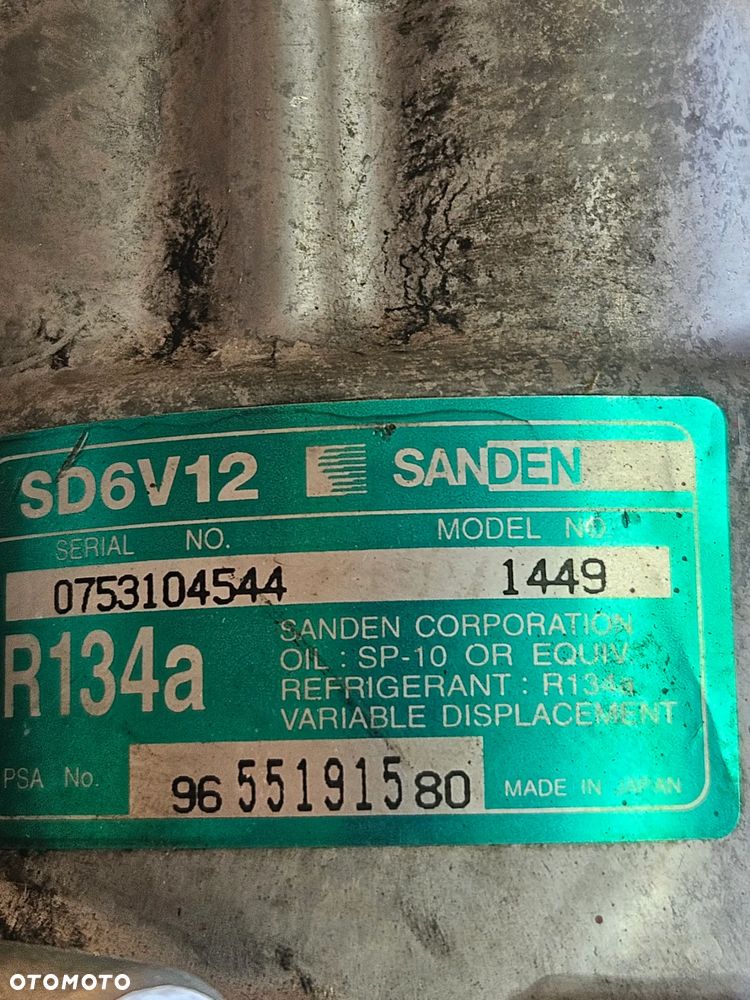 SD6V12 SANDEN
SERIAL NO. MODEL NO.
0753104544 1449
R134a
SANDEN CORPORATION
OIL : SP-10 OR EQUIV.
REFRIGERANT : R134a
VARIABLE DISPLACEMENT
PSA No. 96 551915 80 MADE IN JAPAN
OTOMOTO